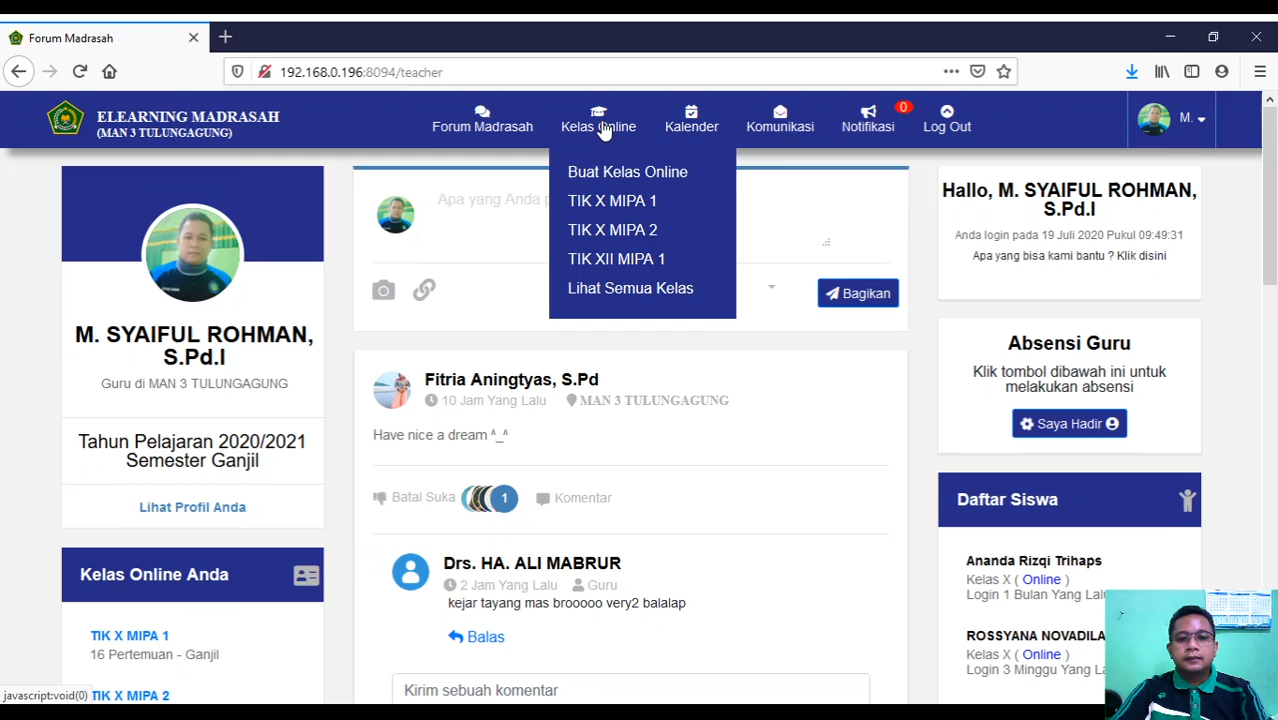 Forum Madrasah
192.168.0.196:8094/teacher
ELEARNING MADRASAH
(MAN 3 TULUNGAGUNG)
Forum Madrasah
Kelas Online
Kalender
Komunikasi
0
Notifikasi
Log Out
M.
Buat Kelas Online
TIK X MIPA 1
TIK X MIPA 2
TIK XII MIPA 1
Lihat Semua Kelas
M. SYAIFUL ROHMAN,
S.Pd.I
Guru di MAN 3 TULUNGAGUNG
Tahun Pelajaran 2020/2021
Semester Ganjil
Lihat Profil Anda
Kelas Online Anda
TIK X MIPA 1
16 Pertemuan - Ganjil
TIK X MIPA 2
javascript:void(0)
Apa yang Anda
Bagikan
Fitria Aningtyas, S.Pd
10 Jam Yang Lalu
MAN 3 TULUNGAGUNG
Have nice a dream ^_^
Batal Suka
1
Komentar
Drs. HA. ALI MABRUR
2 Jam Yang Lalu
Guru
kejar tayang mas brooooo very2 balalap
Balas
Kirim sebuah komentar
Hallo, M. SYAIFUL ROHMAN,
S.Pd.I
Anda login pada 19 Juli 2020 Pukul 09:49:31
Apa yang bisa kami bantu ? Klik disini
Absensi Guru
Klik tombol dibawah ini untuk
melakukan absensi
Saya Hadir
Daftar Siswa
Ananda Rizqi Trihaps
Kelas X ( Online )
Login 1 Bulan Yang Lalu
ROSSYANA NOVADILA
Kelas X ( Online )
Login 3 Minggu Yang